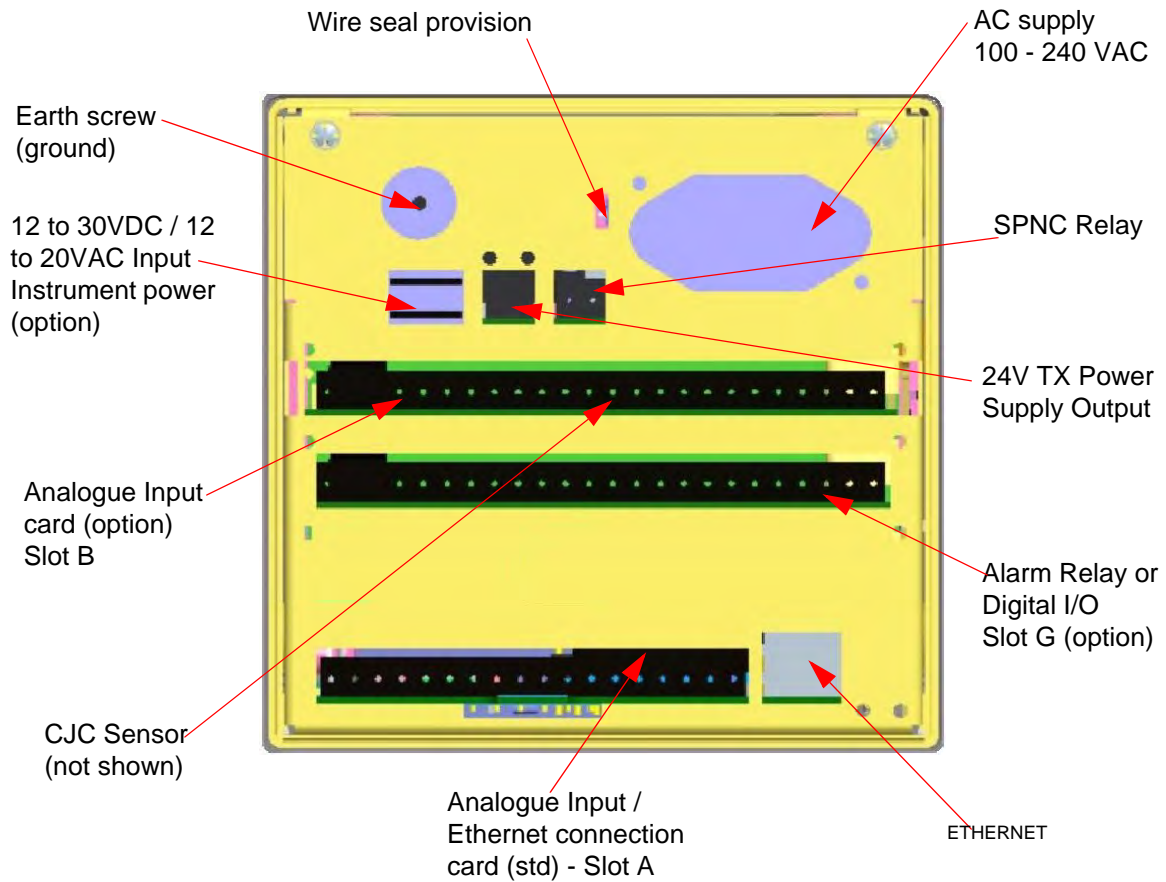 Wire seal provision
AC supply
100 - 240 VAC
Earth screw
(ground)
12 to 30VDC / 12
to 20VAC Input
Instrument power
(option)
SPNC Relay
24V TX Power
Supply Output
Analogue Input
card (option)
Slot B
Alarm Relay or
Digital I/O
Slot G (option)
CJC Sensor
(not shown)
Analogue Input /
Ethernet connection
card (std) - Slot A
ETHERNET